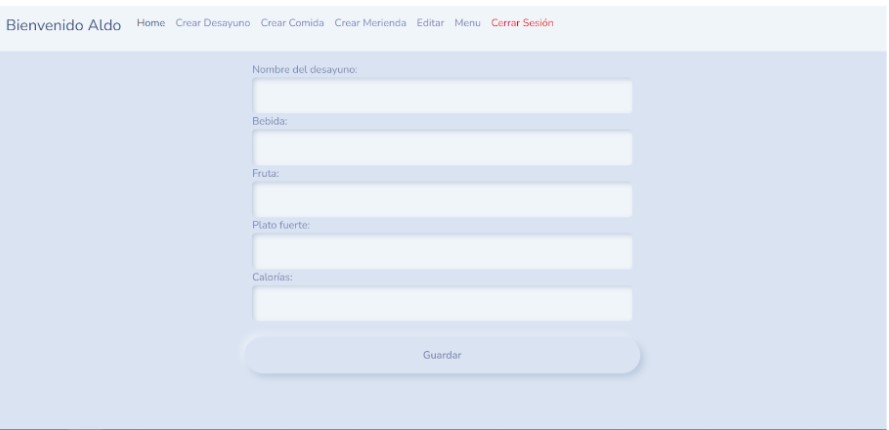 Bienvenido Aldo Home Crear Desayuno Crear Comida Crear Merienda Editar Menu Cerrar Sesión
Nombre del desayuno:
Bebida:
Fruta:
Plato fuerte:
Calorías:
Guardar